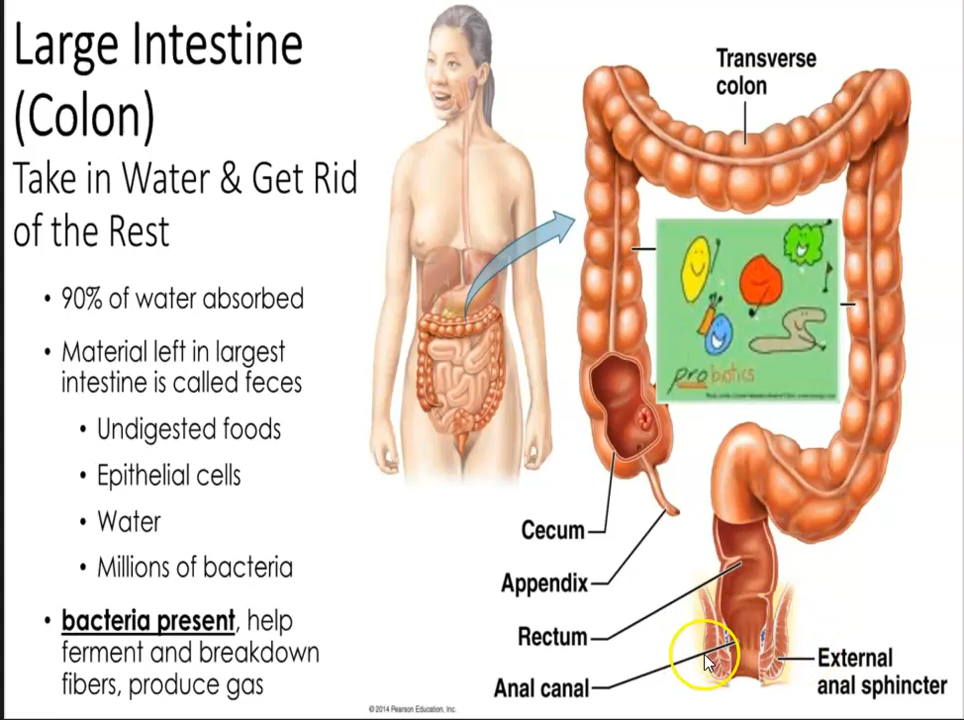 Large Intestine
(Colon)
Take in Water & Get Rid
of the Rest
• 90% of water absorbed
• Material left in largest
intestine is called feces
• Undigested foods
• Epithelial cells
• Water
• Millions of bacteria
• bacteria present, help
ferment and breakdown
fibers, produce gas
Transverse
colon
probiotics
Cecum
Appendix
Rectum
Anal canal
External
anal sphincter
© 2014 Pearson Education, Inc.